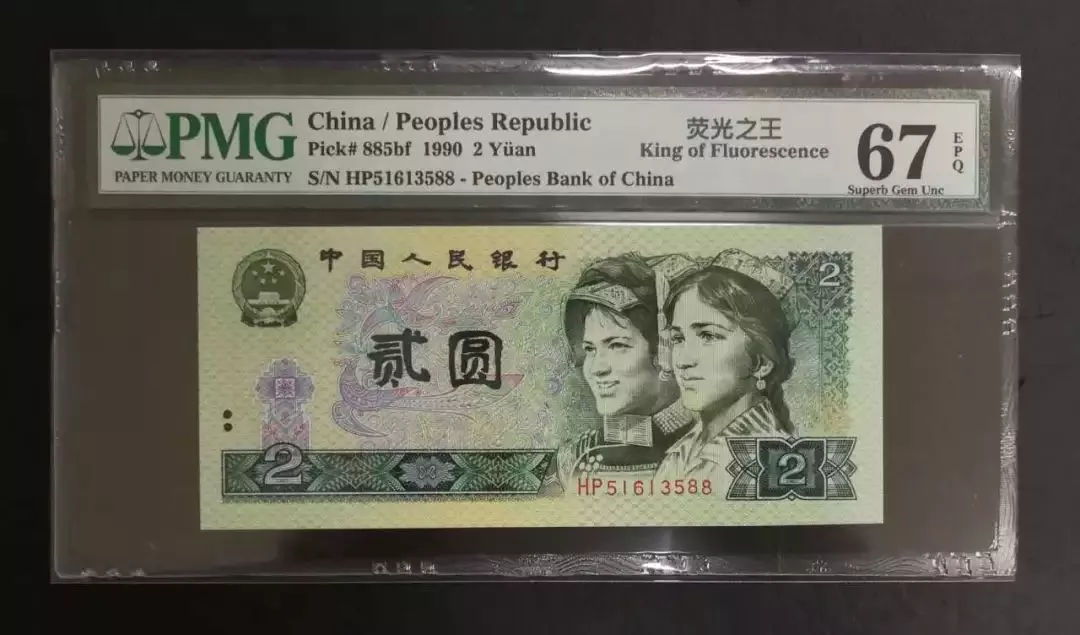 PMG
PAPER MONEY GUARANTY
China / Peoples Republic
Pick# 885bf 1990 2 Yüan
S/N HP51613588 - Peoples Bank of China
荧光之王
King of Fluorescence
67
EPQ
Superb Gem Unc
中国人民银行
2
贰圆
2
2
HP51613588